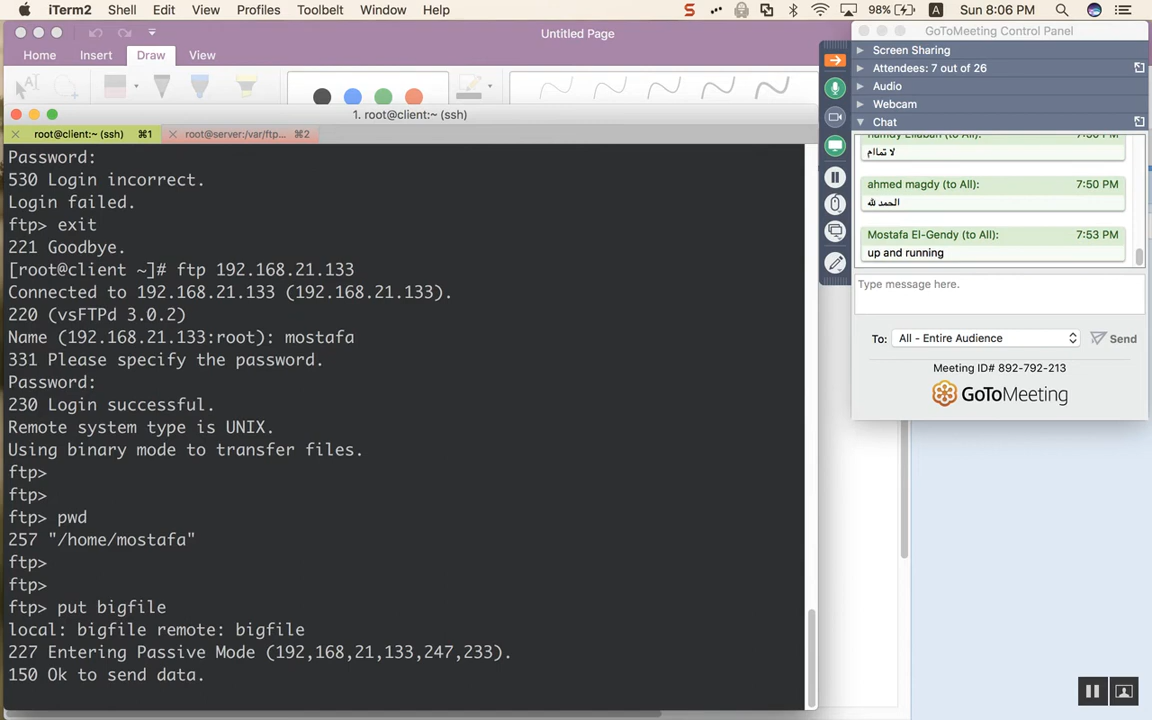 iTerm2 Shell Edit View Profiles Toolbelt Window Help
98% A Sun 8:06 PM
Untitled Page
GoToMeeting Control Panel
Home Insert Draw View
Screen Sharing
Attendees: 7 out of 26
Audio
Webcam
Chat
1. root@client:~ (ssh)
root@client:~ (ssh) ⌘1
root@server:/var/ftp... ⌘2
Password:
530 Login incorrect.
Login failed.
ftp> exit
221 Goodbye.
[root@client ~]# ftp 192.168.21.133
Connected to 192.168.21.133 (192.168.21.133).
220 (vsFTPd 3.0.2)
Name (192.168.21.133:root): mostafa
331 Please specify the password.
Password:
230 Login successful.
Remote system type is UNIX.
Using binary mode to transfer files.
ftp>
ftp>
ftp> pwd
257 "/home/mostafa"
ftp>
ftp>
ftp> put bigfile
local: bigfile remote: bigfile
227 Entering Passive Mode (192,168,21,133,247,233).
150 Ok to send data.
لا تماام
ahmed magdy (to All): 7:50 PM
الحمد لله
Mostafa El-Gendy (to All): 7:53 PM
up and running
Type message here.
To: All - Entire Audience Send
Meeting ID# 892-792-213
GoToMeeting